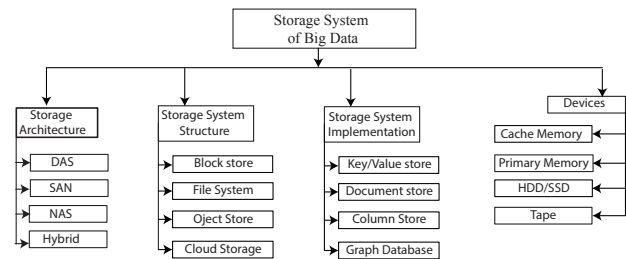 Storage System
of Big Data
Storage
Architecture
DAS
SAN
NAS
Hybrid
Storage System
Structure
Block store
File System
Oject Store
Cloud Storage
Storage System
Implementation
Key/Value store
Document store
Column Store
Graph Database
Devices
Cache Memory
Primary Memory
HDD/SSD
Tape